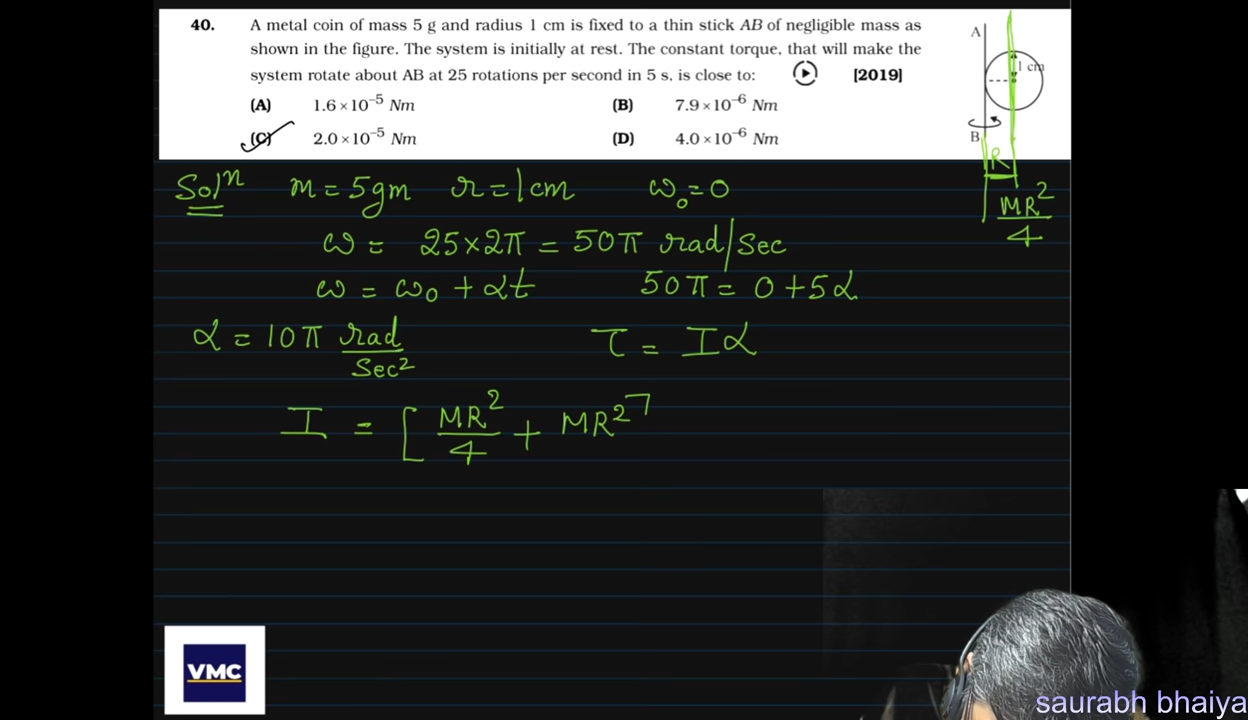 40. A metal coin of mass 5 g and radius 1 cm is fixed to a thin stick AB of negligible mass as
shown in the figure. The system is initially at rest. The constant torque, that will make the
system rotate about AB at 25 rotations per second in 5 s, is close to: [2019]
(A) 1.6 × 10⁻⁵ Nm (B) 7.9 × 10⁻⁶ Nm
(C) 2.0 × 10⁻⁵ Nm (D) 4.0 × 10⁻⁶ Nm
A
1 cm
B
R
MR²/4
Solⁿ m = 5gm r = 1cm ω₀ = 0
ω = 25×2π = 50π rad/Sec
ω = ω₀ + αt 50π = 0 + 5α
α = 10π rad/Sec² τ = Iα
I = [MR²/4 + MR²]
VMC
saurabh bhaiya